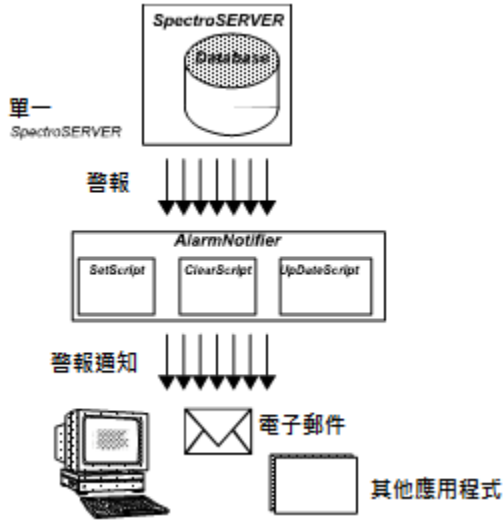 SpectroSERVER
Database
單一
SpectroSERVER
警報
AlarmNotifier
SetScript
ClearScript
UpDateScript
警報通知
電子郵件
其他應用程式